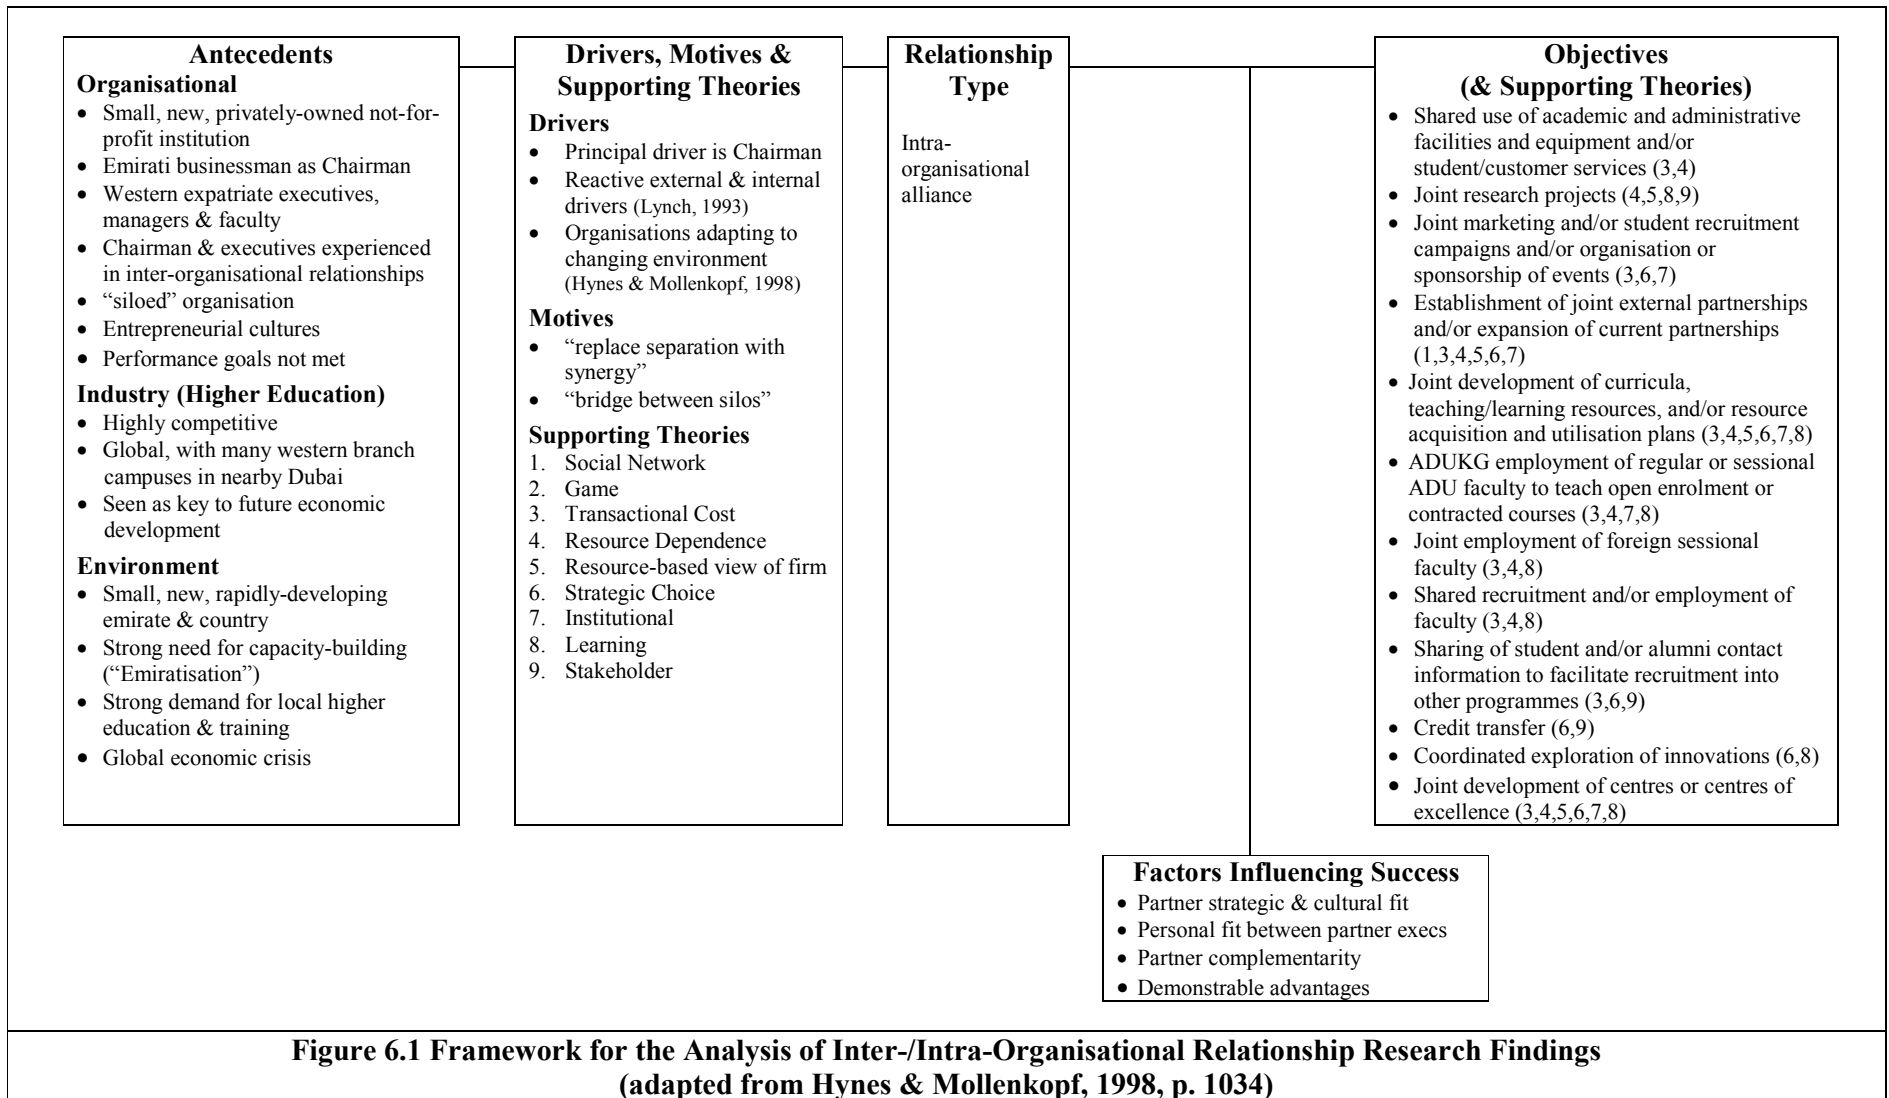 Antecedents
Organisational
• Small, new, privately-owned not-for-
profit institution
• Emirati businessman as Chairman
• Western expatriate executives,
managers & faculty
• Chairman & executives experienced
in inter-organisational relationships
• “siloed” organisation
• Entrepreneurial cultures
• Performance goals not met
Industry (Higher Education)
• Highly competitive
• Global, with many western branch
campuses in nearby Dubai
• Seen as key to future economic
development
Environment
• Small, new, rapidly-developing
emirate & country
• Strong need for capacity-building
(“Emiratisation”)
• Strong demand for local higher
education & training
• Global economic crisis
Drivers, Motives &
Supporting Theories
Drivers
• Principal driver is Chairman
• Reactive external & internal
drivers (Lynch, 1993)
• Organisations adapting to
changing environment
(Hynes & Mollenkopf, 1998)
Motives
• “replace separation with
synergy”
• “bridge between silos”
Supporting Theories
1. Social Network
2. Game
3. Transactional Cost
4. Resource Dependence
5. Resource-based view of firm
6. Strategic Choice
7. Institutional
8. Learning
9. Stakeholder
Relationship
Type
Intra-
organisational
alliance
Objectives
(& Supporting Theories)
• Shared use of academic and administrative
facilities and equipment and/or
student/customer services (3,4)
• Joint research projects (4,5,8,9)
• Joint marketing and/or student recruitment
campaigns and/or organisation or
sponsorship of events (3,6,7)
• Establishment of joint external partnerships
and/or expansion of current partnerships
(1,3,4,5,6,7)
• Joint development of curricula,
teaching/learning resources, and/or resource
acquisition and utilisation plans (3,4,5,6,7,8)
• ADUKG employment of regular or sessional
ADU faculty to teach open enrolment or
contracted courses (3,4,7,8)
• Joint employment of foreign sessional
faculty (3,4,8)
• Shared recruitment and/or employment of
faculty (3,4,8)
• Sharing of student and/or alumni contact
information to facilitate recruitment into
other programmes (3,6,9)
• Credit transfer (6,9)
• Coordinated exploration of innovations (6,8)
• Joint development of centres or centres of
excellence (3,4,5,6,7,8)
Factors Influencing Success
• Partner strategic & cultural fit
• Personal fit between partner execs
• Partner complementarity
• Demonstrable advantages
Figure 6.1 Framework for the Analysis of Inter-/Intra-Organisational Relationship Research Findings
(adapted from Hynes & Mollenkopf, 1998, p. 1034)